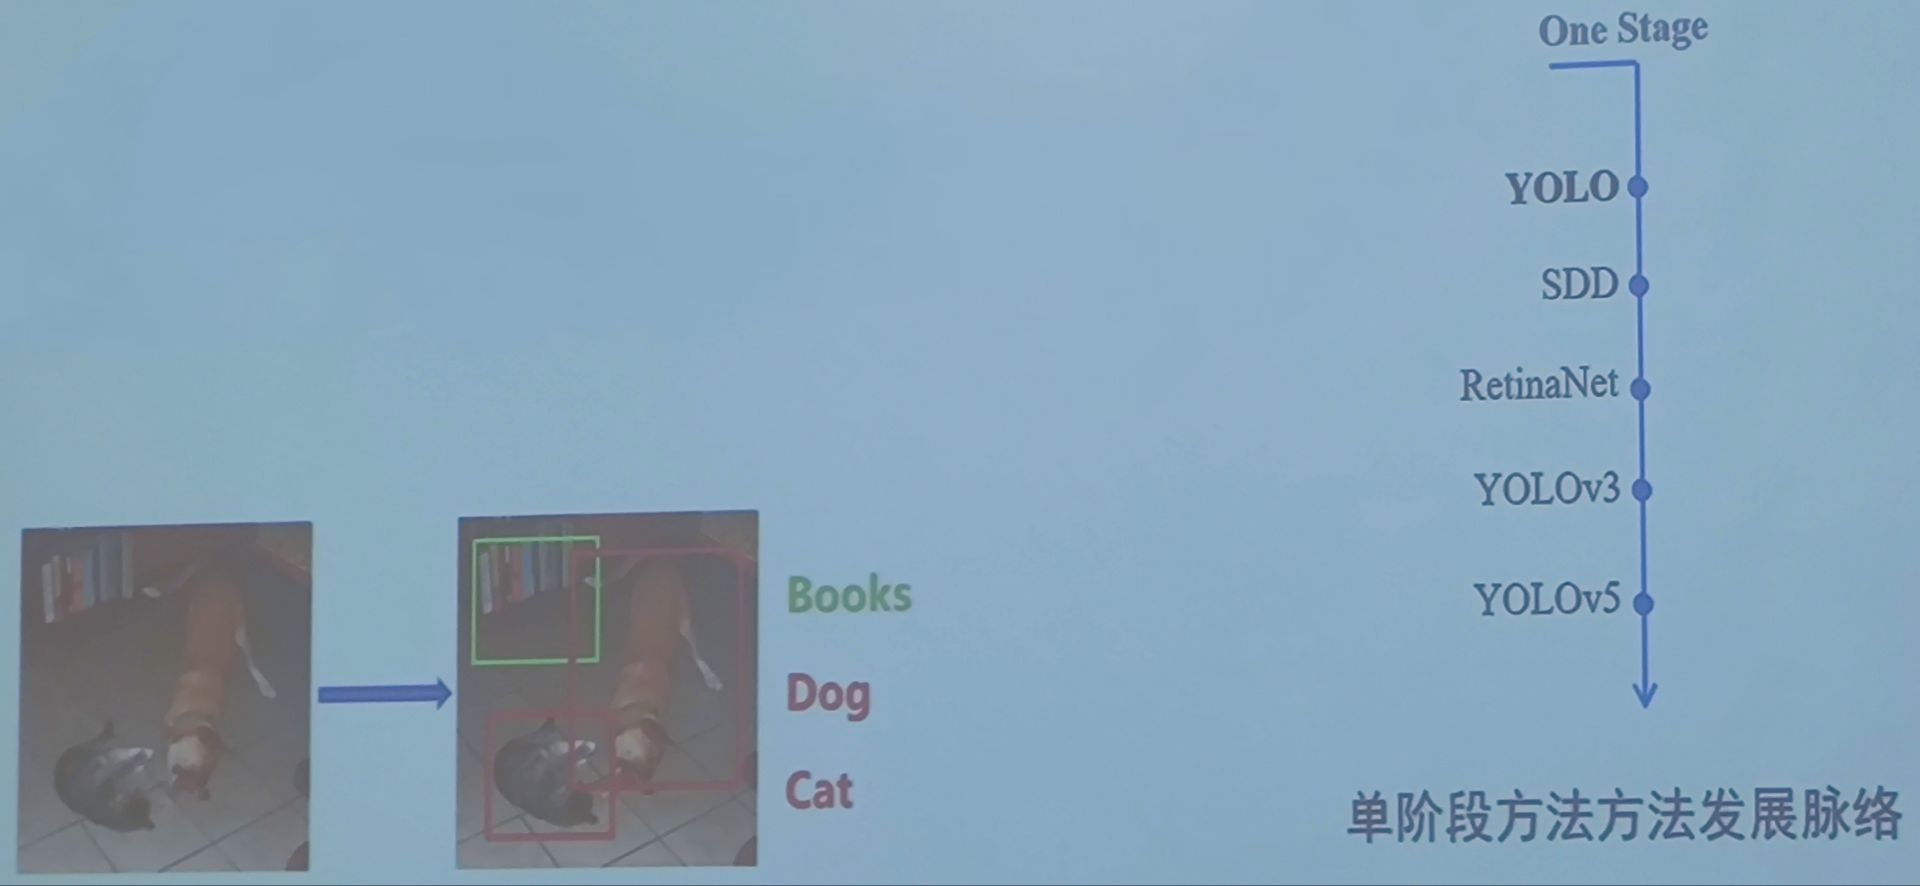 One Stage
YOLO
SDD
RetinaNet
YOLOv3
YOLOv5
Books
Dog
Cat
单阶段方法方法发展脉络